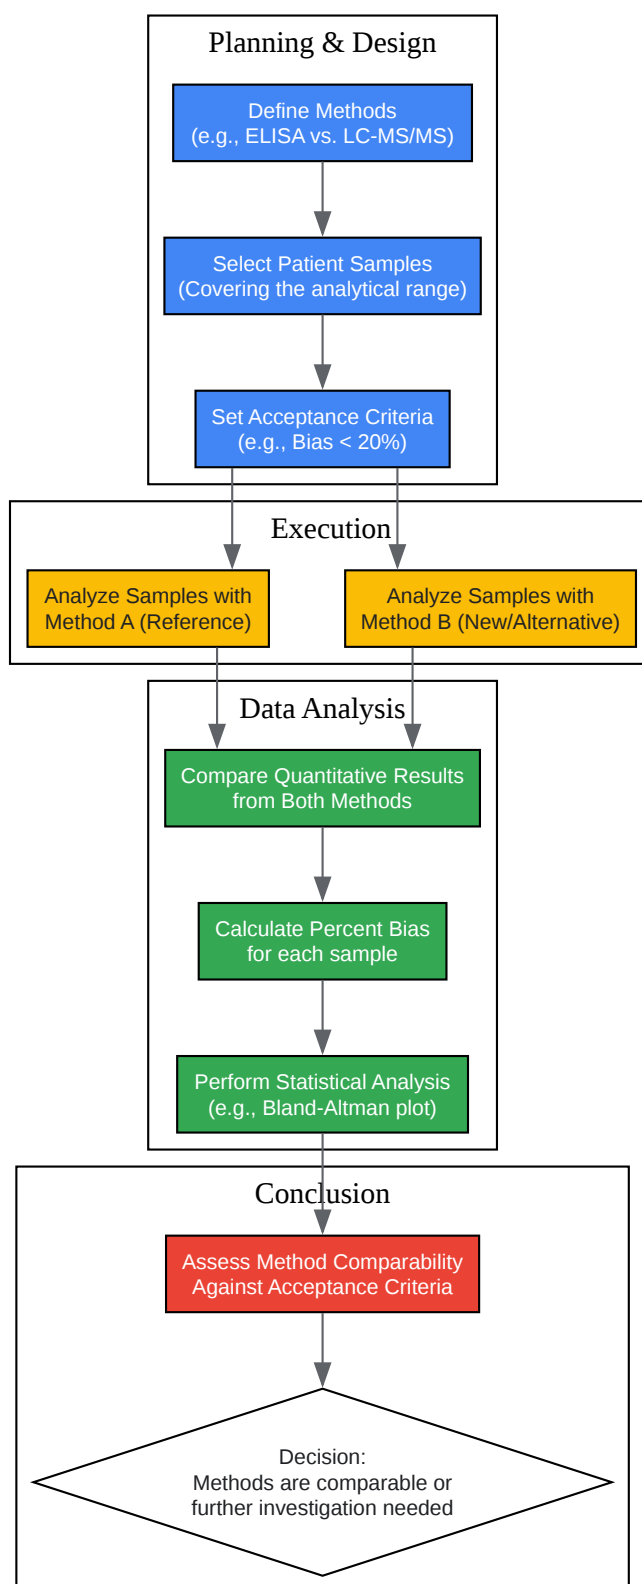 Planning & Design
Define Methods
(e.g., ELISA vs. LC-MS/MS)
Select Patient Samples
(Covering the analytical range)
Set Acceptance Criteria
(e.g., Bias < 20%)
Execution
Analyze Samples with
Method A (Reference)
Analyze Samples with
Method B (New/Alternative)
Data Analysis
Compare Quantitative Results
from Both Methods
Calculate Percent Bias
for each sample
Perform Statistical Analysis
(e.g., Bland-Altman plot)
Conclusion
Assess Method Comparability
Against Acceptance Criteria
Decision:
Methods are comparable or
further investigation needed